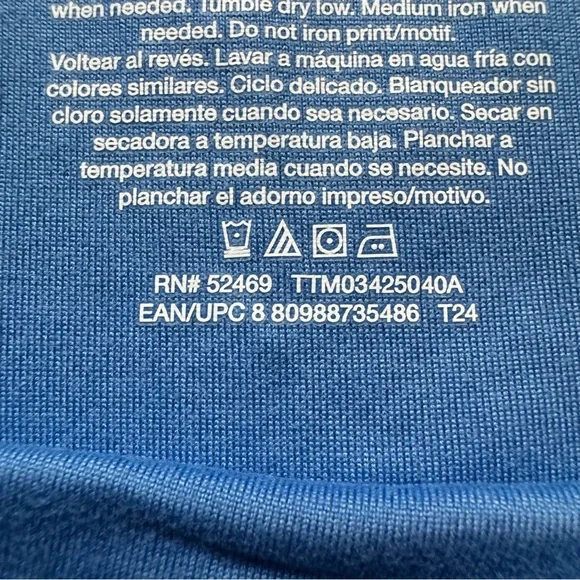 when needed. Tumble dry low. Medium iron when
needed. Do not iron print/motif.
Voltear al revés. Lavar a máquina en agua fría con
colores similares. Ciclo delicado. Blanqueador sin
cloro solamente cuando sea necesario. Secar en
secadora a temperatura baja. Planchar a
temperatura media cuando se necesite. No
planchar el adorno impreso/motivo.
RN# 52469 TTM03425040A
EAN/UPC 8 80988735486 T24